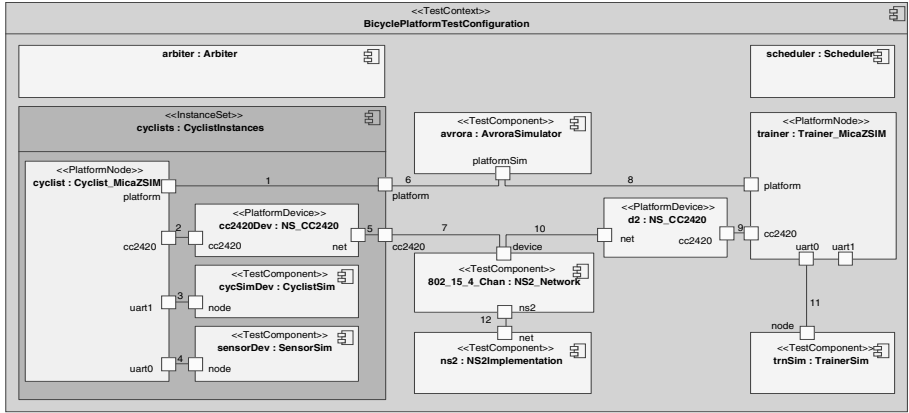 <<TestContext>>
BicyclePlatformTestConfiguration
arbiter : Arbiter
scheduler : Scheduler
<<InstanceSet>>
cyclists : CyclistInstances
<<TestComponent>>
avrora : AvroraSimulator
platformSim
<<PlatformNode>>
trainer : Trainer_MicaZSIM
<<PlatformNode>>
cyclist : Cyclist_MicaZSIM
platform
1
6
platform
8
platform
<<PlatformDevice>>
cc2420Dev : NS_CC2420
cc2420
net
cc2420
2
5
cc2420
7
10
device
<<PlatformDevice>>
d2 : NS_CC2420
net
cc2420
9
cc2420
uart0
uart1
<<TestComponent>>
cycSimDev : CyclistSim
node
uart1
3
<<TestComponent>>
802_15_4_Chan : NS2_Network
ns2
12
11
<<TestComponent>>
sensorDev : SensorSim
node
uart0
4
net
<<TestComponent>>
ns2 : NS2Implementation
node
<<TestComponent>>
trnSim : TrainerSim